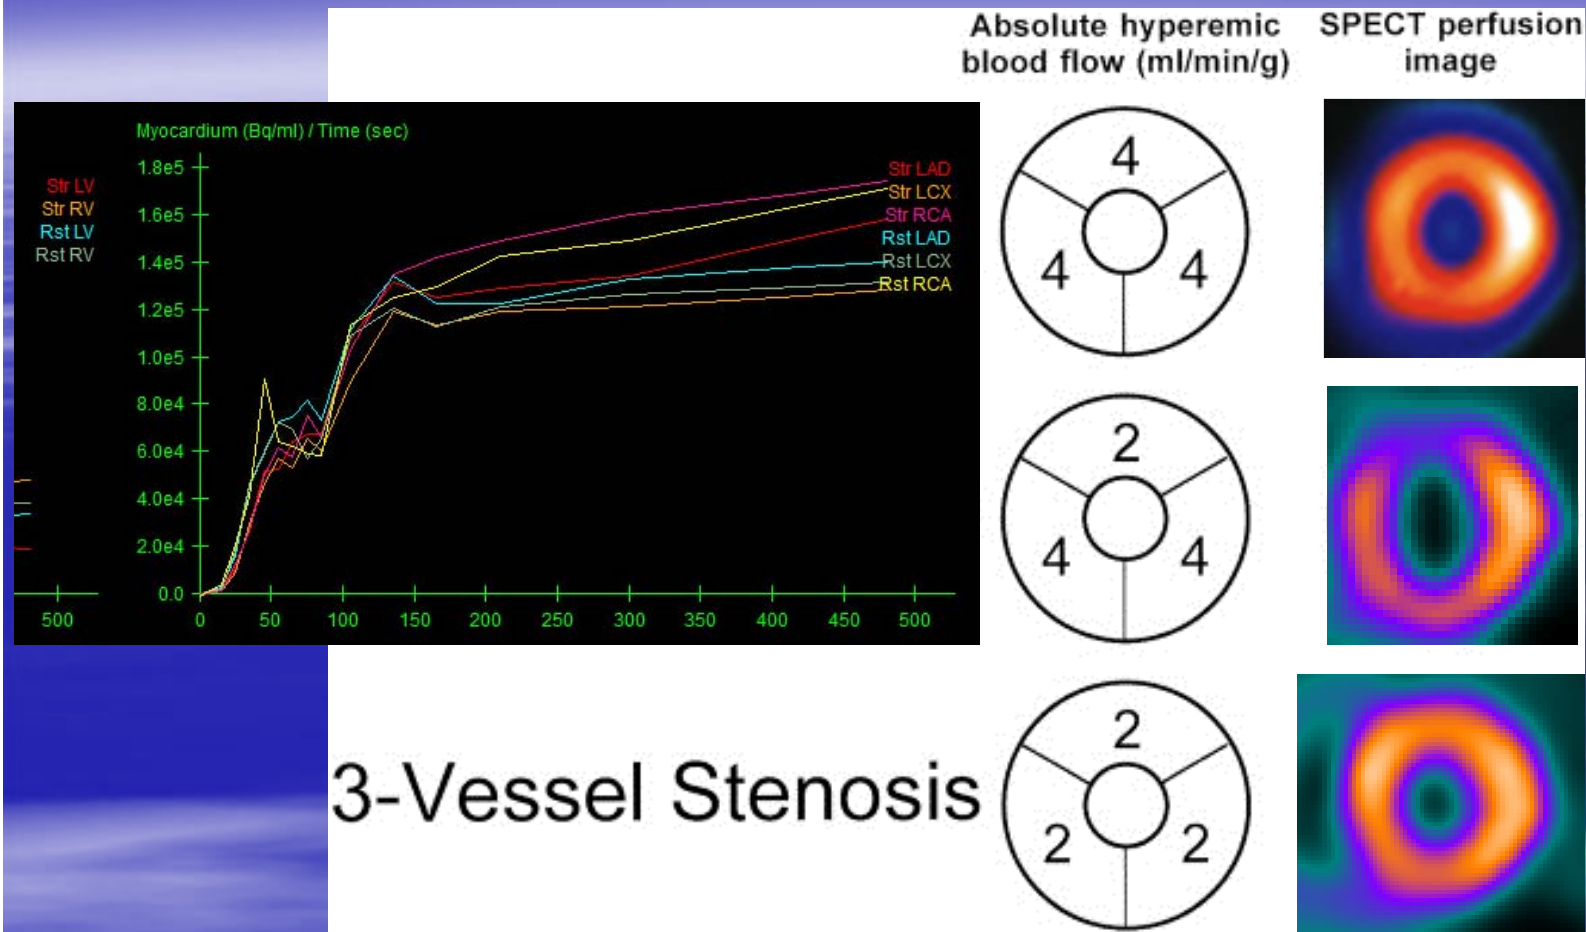 Absolute hyperemic
blood flow (ml/min/g)
SPECT perfusion
image
Myocardium (Bq/ml) / Time (sec)
Str LV
Str RV
Rst LV
Rst RV
500
1.8e5
1.6e5
1.4e5
1.2e5
1.0e5
8.0e4
6.0e4
4.0e4
2.0e4
0.0
0 50 100 150 200 250 300 350 400 450 500
Str LAD
Str LCX
Str RCA
Rst LAD
Rst LCX
Rst RCA
4
4 4
2
4 4
3-Vessel Stenosis
2
2 2